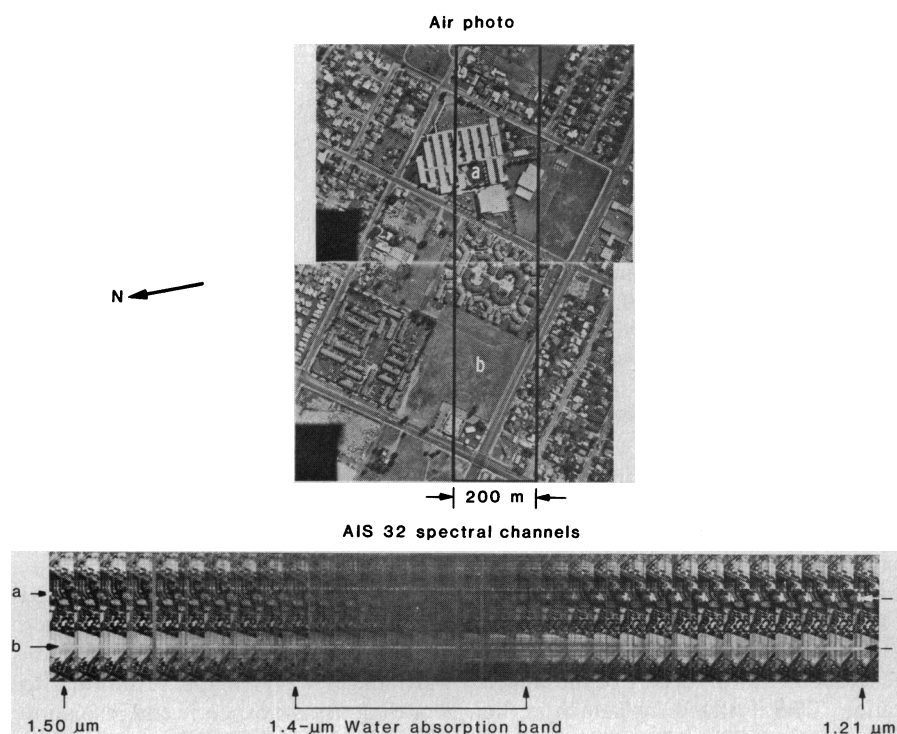 Air photo
a
N
b
200 m
AIS 32 spectral channels
a
b
1.50 μm
1.4-μm Water absorption band
1.21 μm